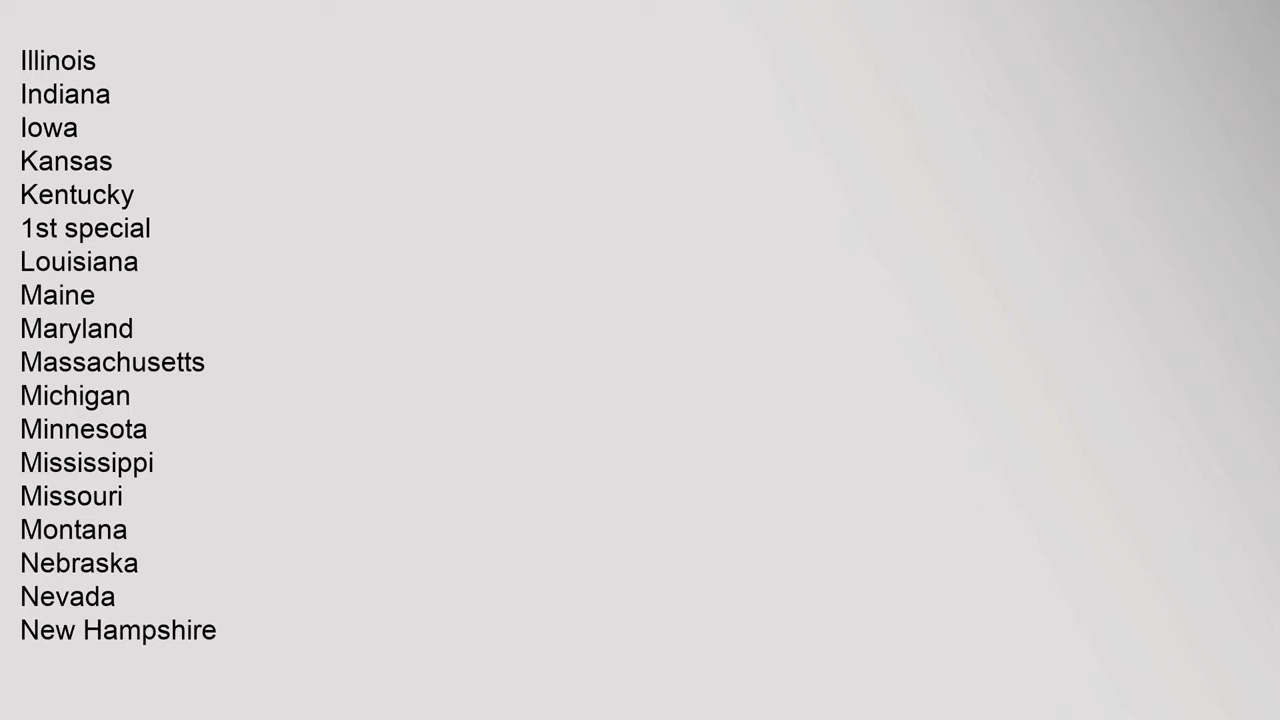 Illinois
Indiana
Iowa
Kansas
Kentucky
1st special
Louisiana
Maine
Maryland
Massachusetts
Michigan
Minnesota
Mississippi
Missouri
Montana
Nebraska
Nevada
New Hampshire